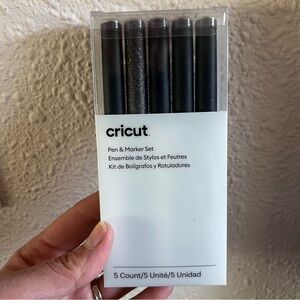 cricut
Pen & Marker Set
Ensemble de Stylos et Feutres
Kit de Bolígrafos y Rotuladores
5 Count/5 Unité/5 Unidad